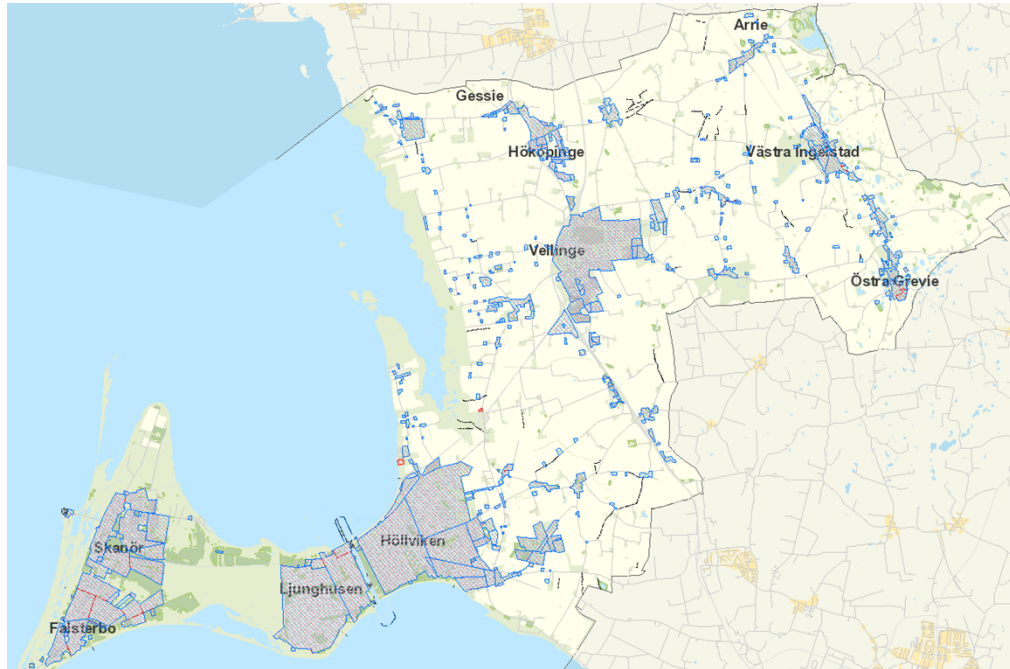 Arrie
Gessie
Hököpinge
Västra Ingelstad
Vellinge
Östra Grevie
Höllviken
Skanör
Ljunghusen
Falsterbo